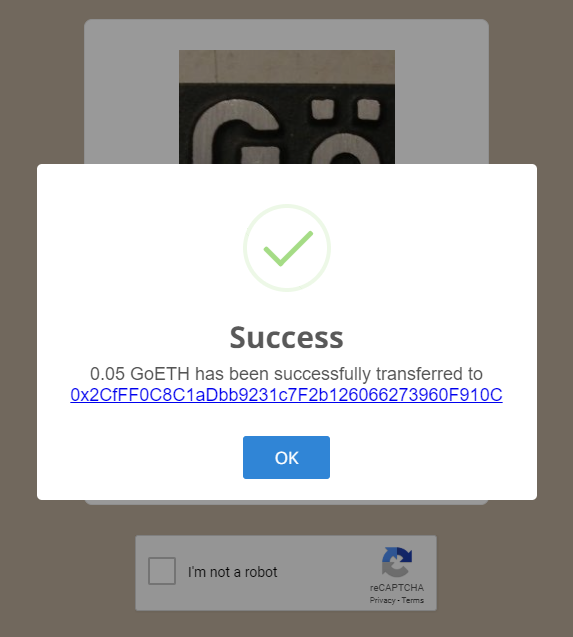 Gö
Success
0.05 GoETH has been successfully transferred to
0x2CfFF0C8C1aDbb9231c7F2b126066273960F910C
OK
I'm not a robot
reCAPTCHA
Privacy - Terms